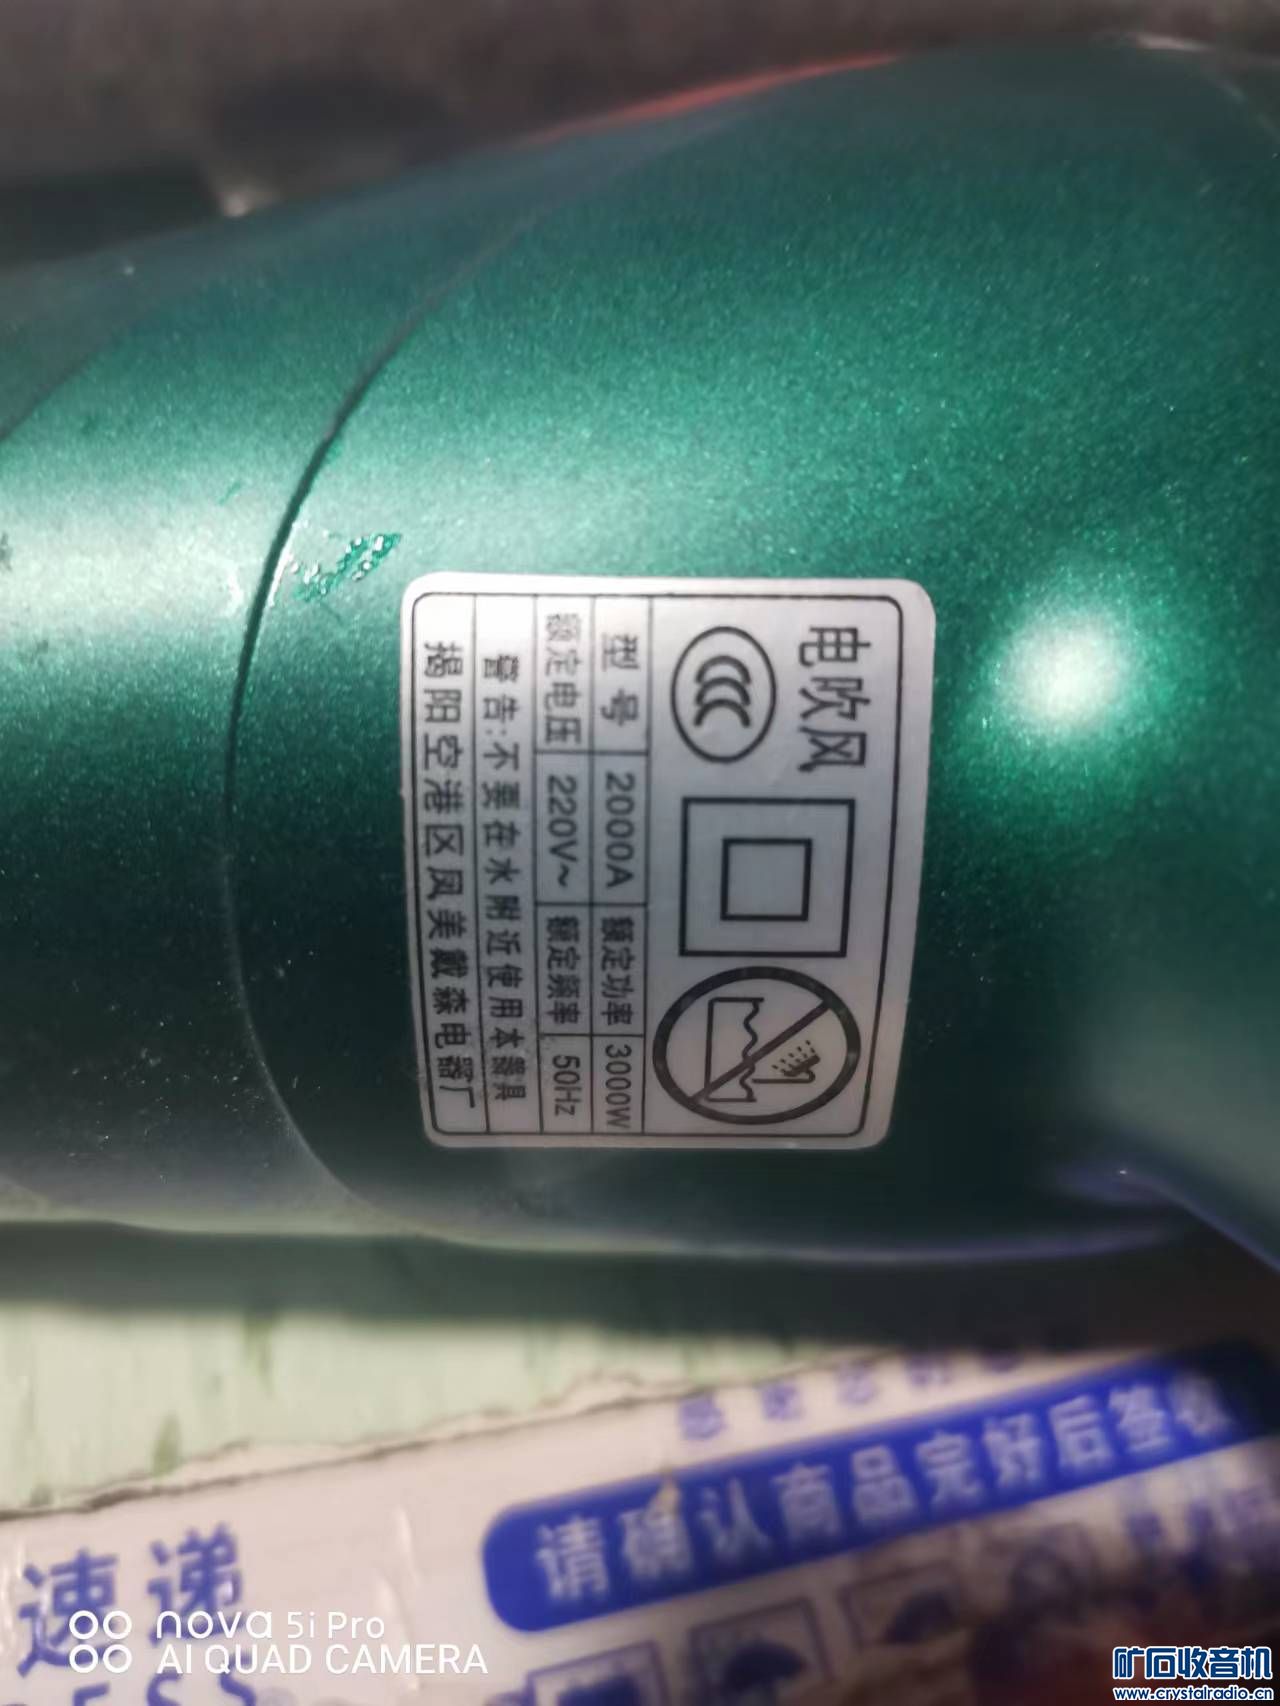 电吹风
型号 2000A 额定功率 3000W
额定电压 220V~ 额定频率 50Hz
警告:不要在水附近使用本器具
揭阳空港区凤美戴森电器厂
请确认商品完好后签收
速递
ESS
nova 5i Pro
AI QUAD CAMERA
矿石收音机
www.crystalradio.cn